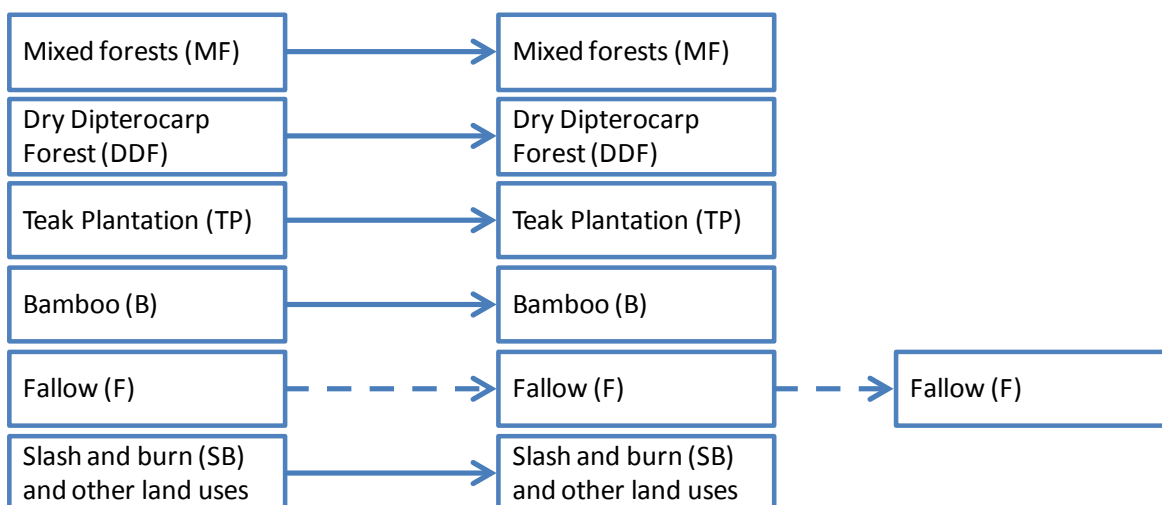 Mixed forests (MF)
Mixed forests (MF)
Dry Dipterocarp
Forest (DDF)
Dry Dipterocarp
Forest (DDF)
Teak Plantation (TP)
Teak Plantation (TP)
Bamboo (B)
Bamboo (B)
Fallow (F)
Fallow (F)
Fallow (F)
Slash and burn (SB)
and other land uses
Slash and burn (SB)
and other land uses